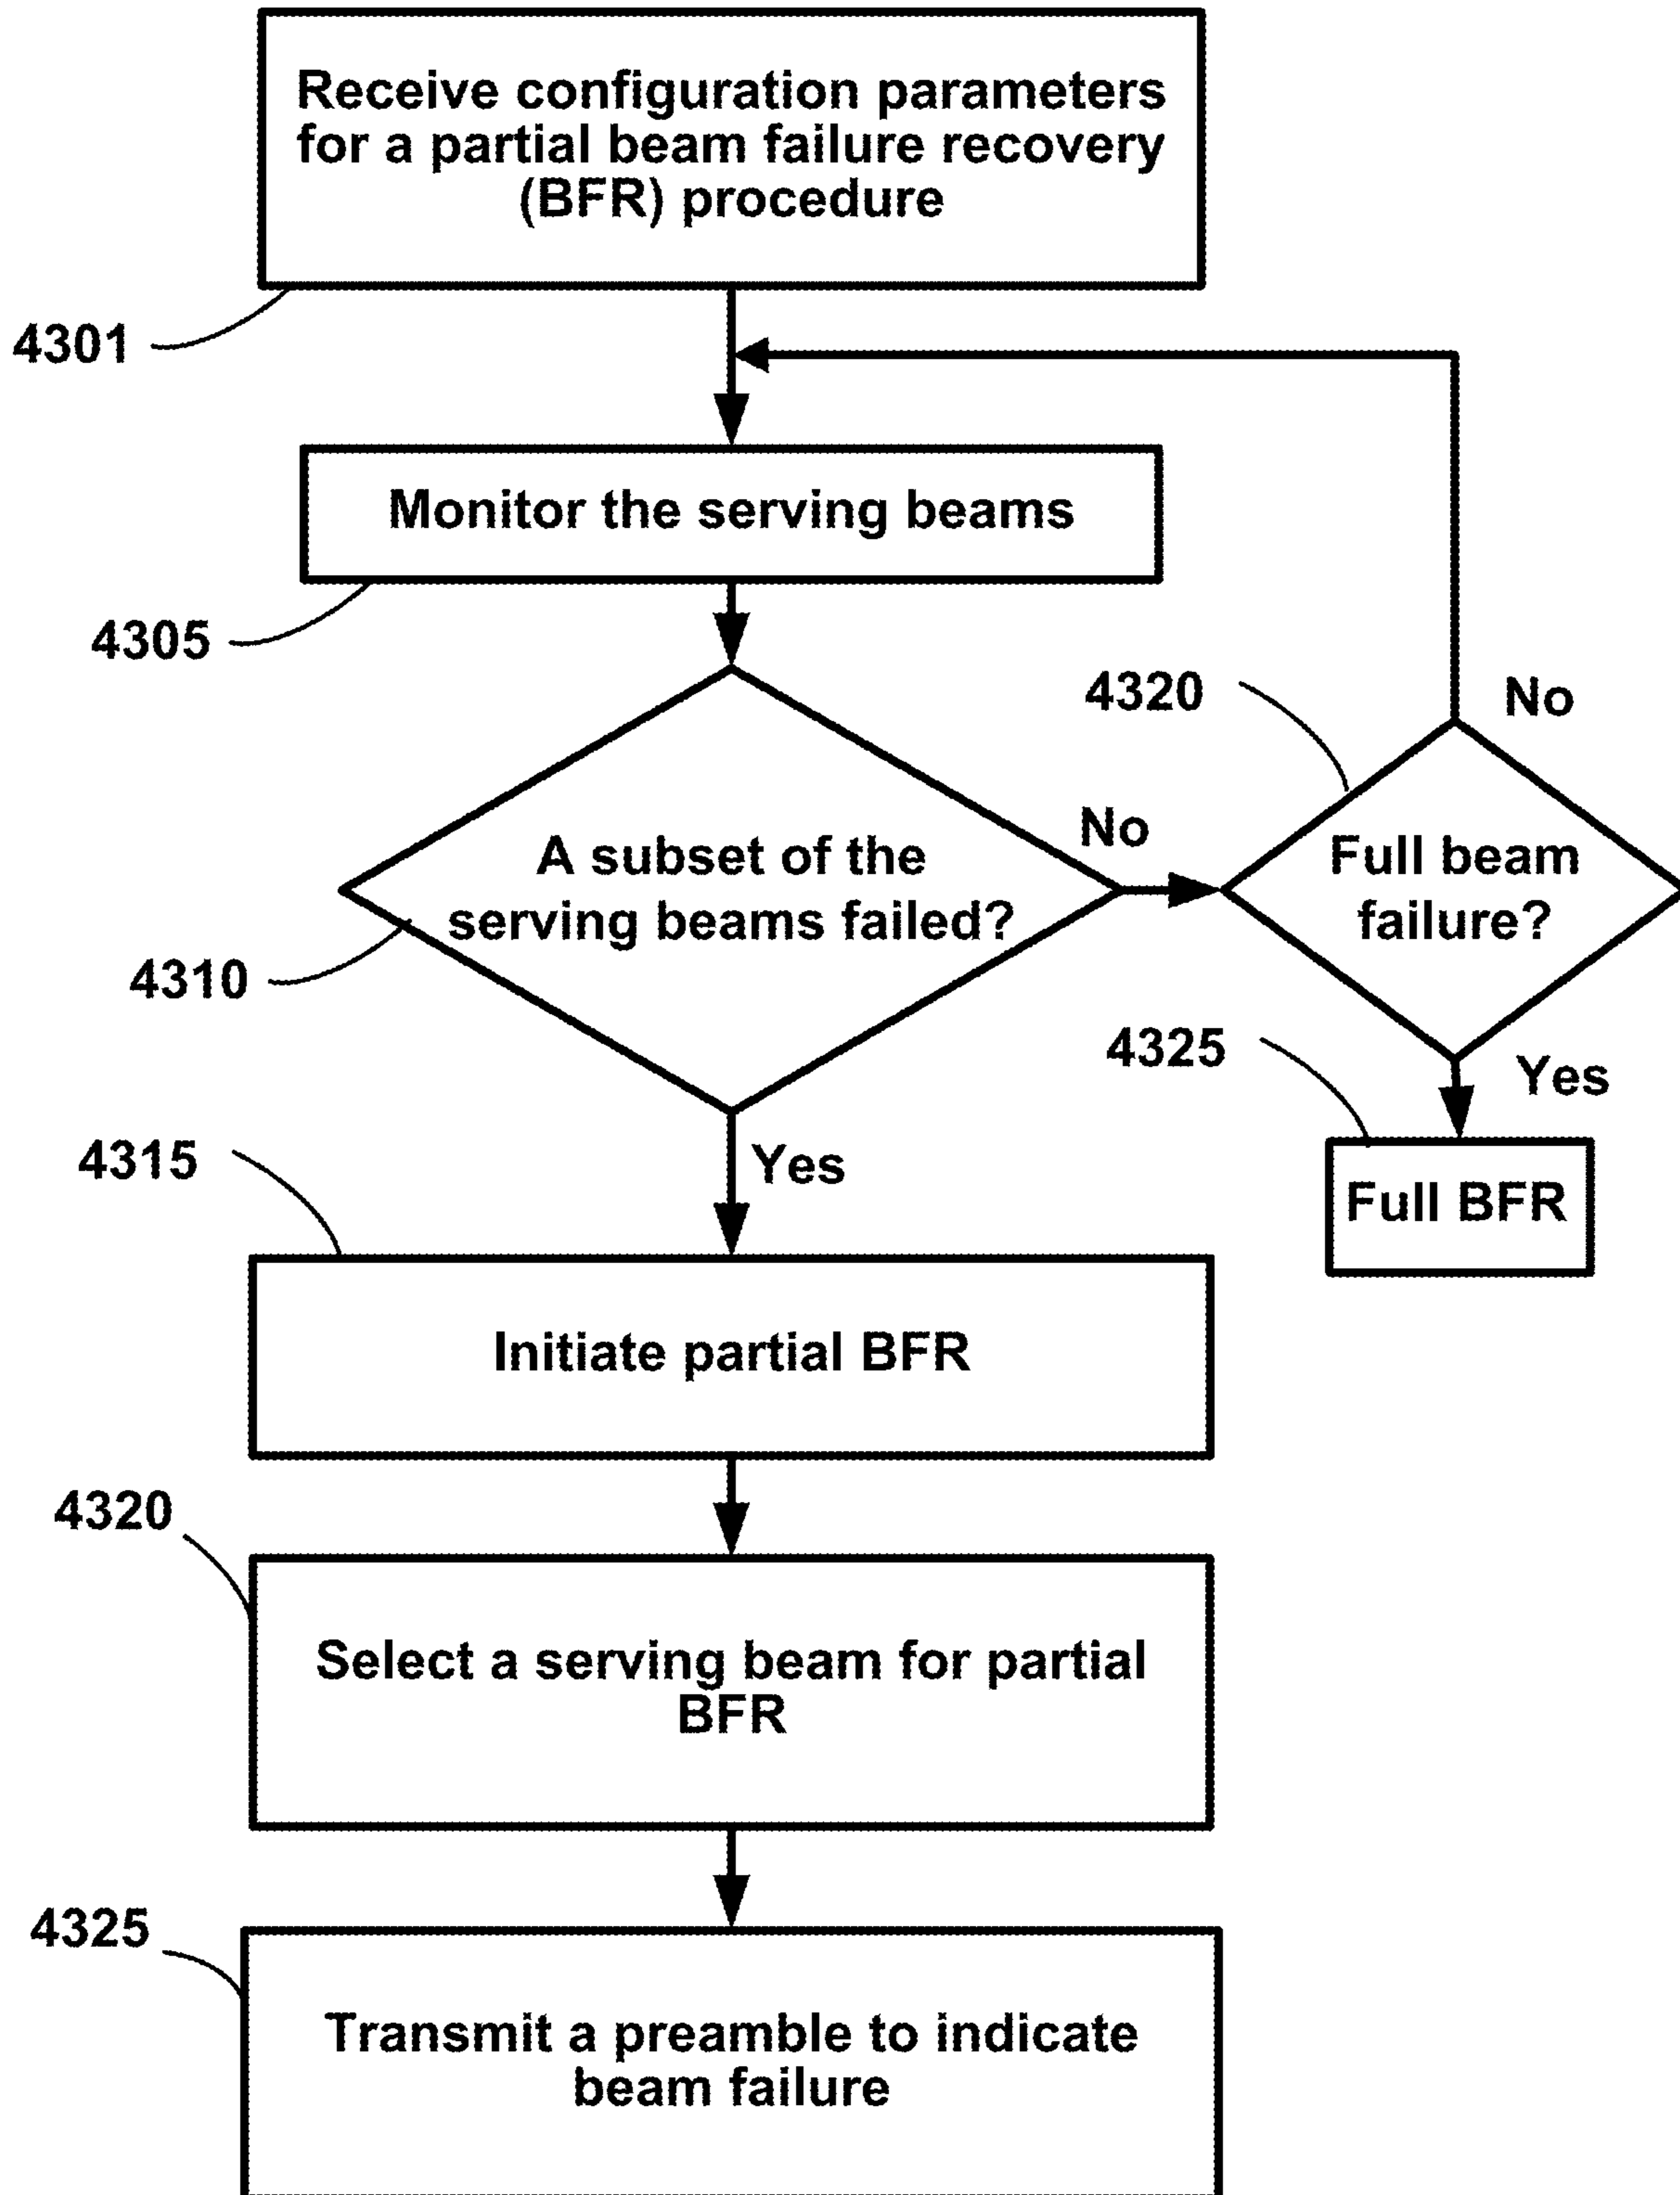 Receive configuration parameters
for a partial beam failure recovery
(BFR) procedure
4301
Monitor the serving beams
4305
4320
No
A subset of the
serving beams failed?
No
Full beam
failure?
4310
4325
Yes
Full BFR
4315
Yes
Initiate partial BFR
4320
Select a serving beam for partial
BFR
4325
Transmit a preamble to indicate
beam failure